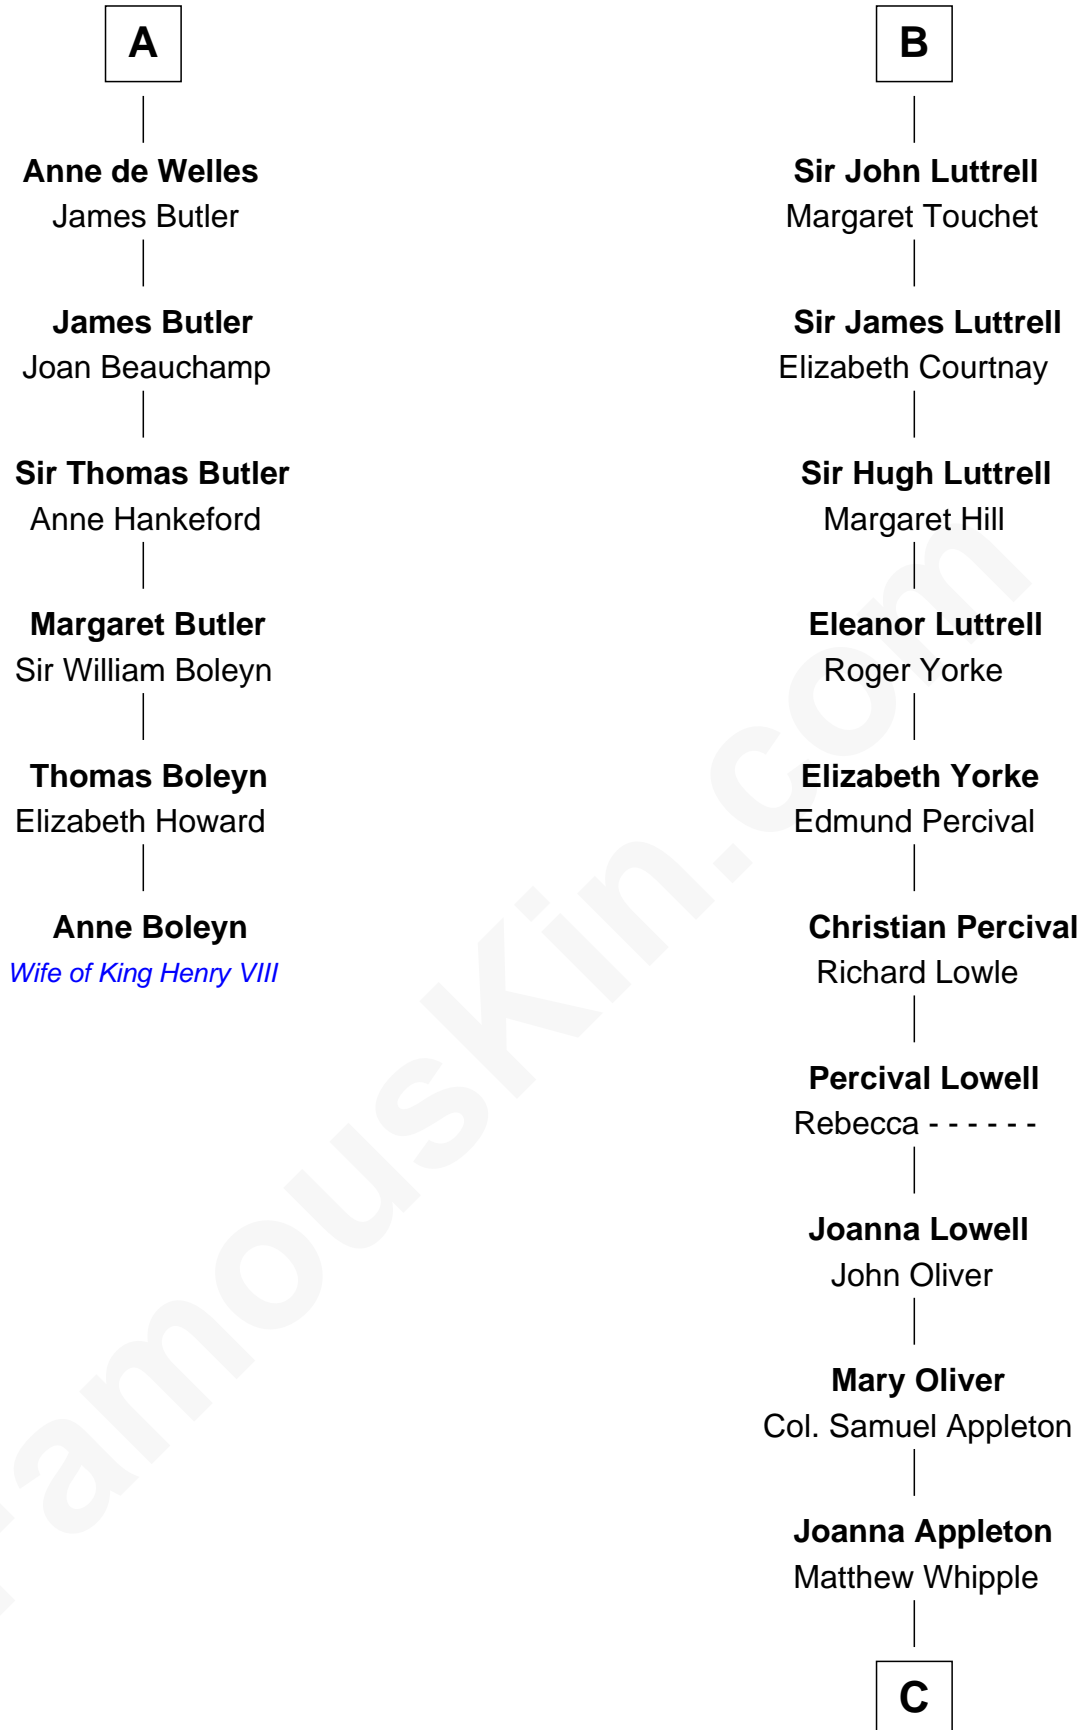 A
Anne de Welles
James Butler
James Butler
Joan Beauchamp
Sir Thomas Butler
Anne Hankeford
Margaret Butler
Sir William Boleyn
Thomas Boleyn
Elizabeth Howard
Anne Boleyn
Wife of King Henry VIII
B
Sir John Luttrell
Margaret Touchet
Sir James Luttrell
Elizabeth Courtnay
Sir Hugh Luttrell
Margaret Hill
Eleanor Luttrell
Roger Yorke
Elizabeth Yorke
Edmund Percival
Christian Percival
Richard Lowle
Percival Lowell
Rebecca - - - - - -
Joanna Lowell
John Oliver
Mary Oliver
Col. Samuel Appleton
Joanna Appleton
Matthew Whipple
C
FamousKin.com